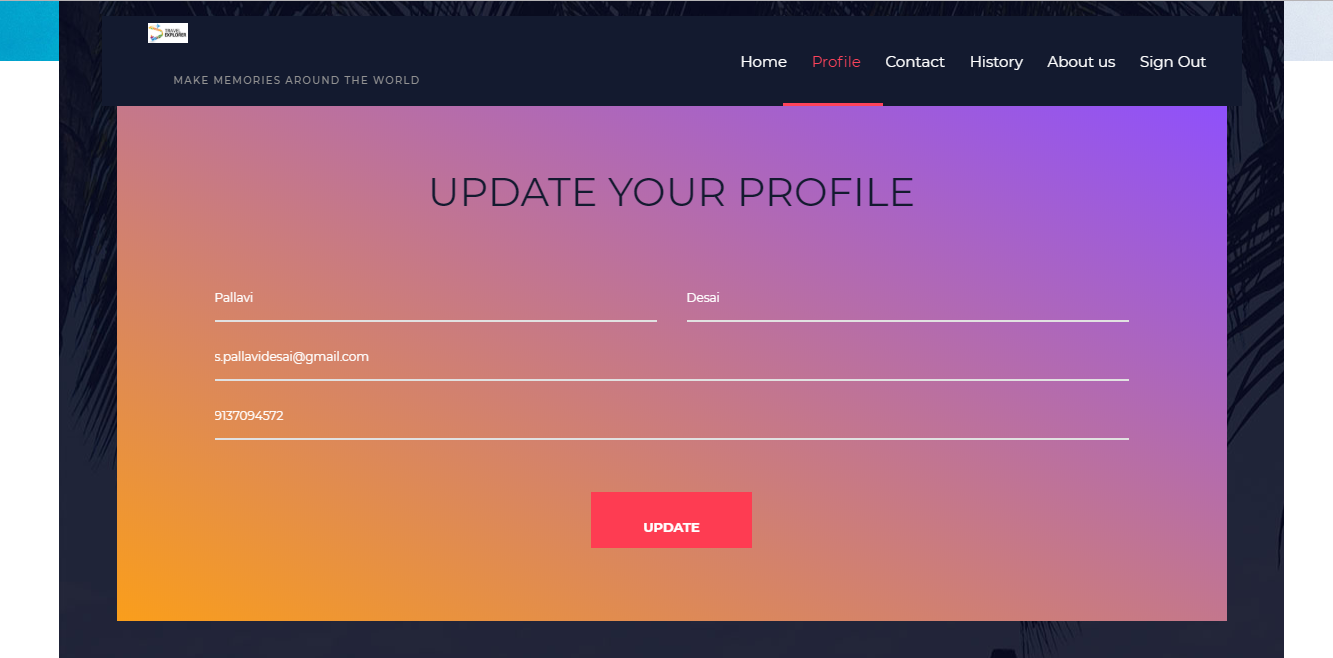 TRAVEL
EXPLORER
MAKE MEMORIES AROUND THE WORLD
Home Profile Contact History About us Sign Out
UPDATE YOUR PROFILE
Pallavi Desai
s.pallavidesai@gmail.com
9137094572
UPDATE